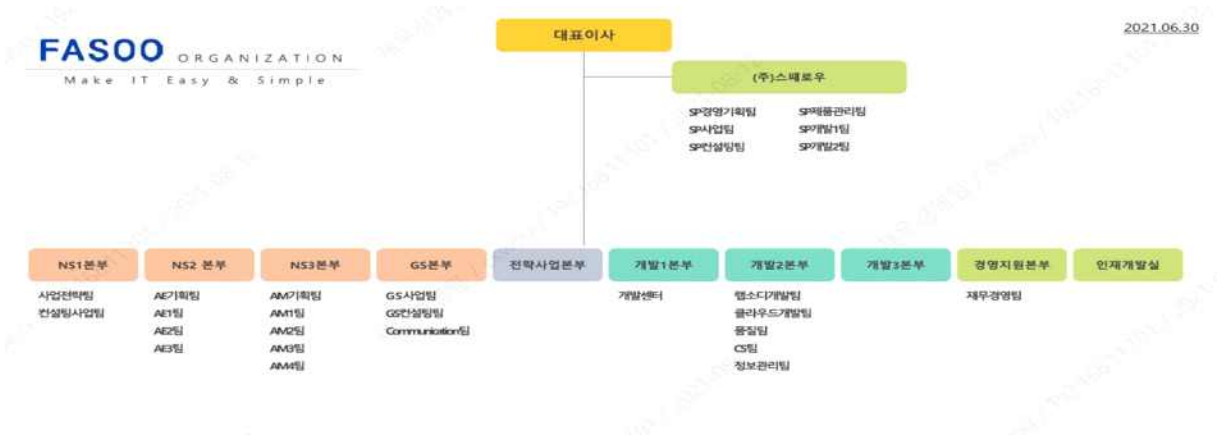 대표이사
2021.06.30
FASOO ORGANIZATION
Make IT Easy & Simple
(주)스패로우
SP경영기획팀 SP제품관리팀
SP사업팀 SP개발1팀
SP컨설팅팀 SP개발2팀
NS1본부 NS2 본부 NS3본부 GS본부 전략사업본부 개발1본부 개발2본부 개발3본부 경영지원본부 인재개발실
사업전략팀 AE기획팀 AM기획팀 GS사업팀 개발센터 랩소디개발팀 재무경영팀
컨설팅사업팀 AE1팀 AM1팀 GS컨설팅팀 클라우드개발팀
AE2팀 AM2팀 Communication팀 품질팀
AE3팀 AM3팀 CS팀
AM4팀 정보관리팀